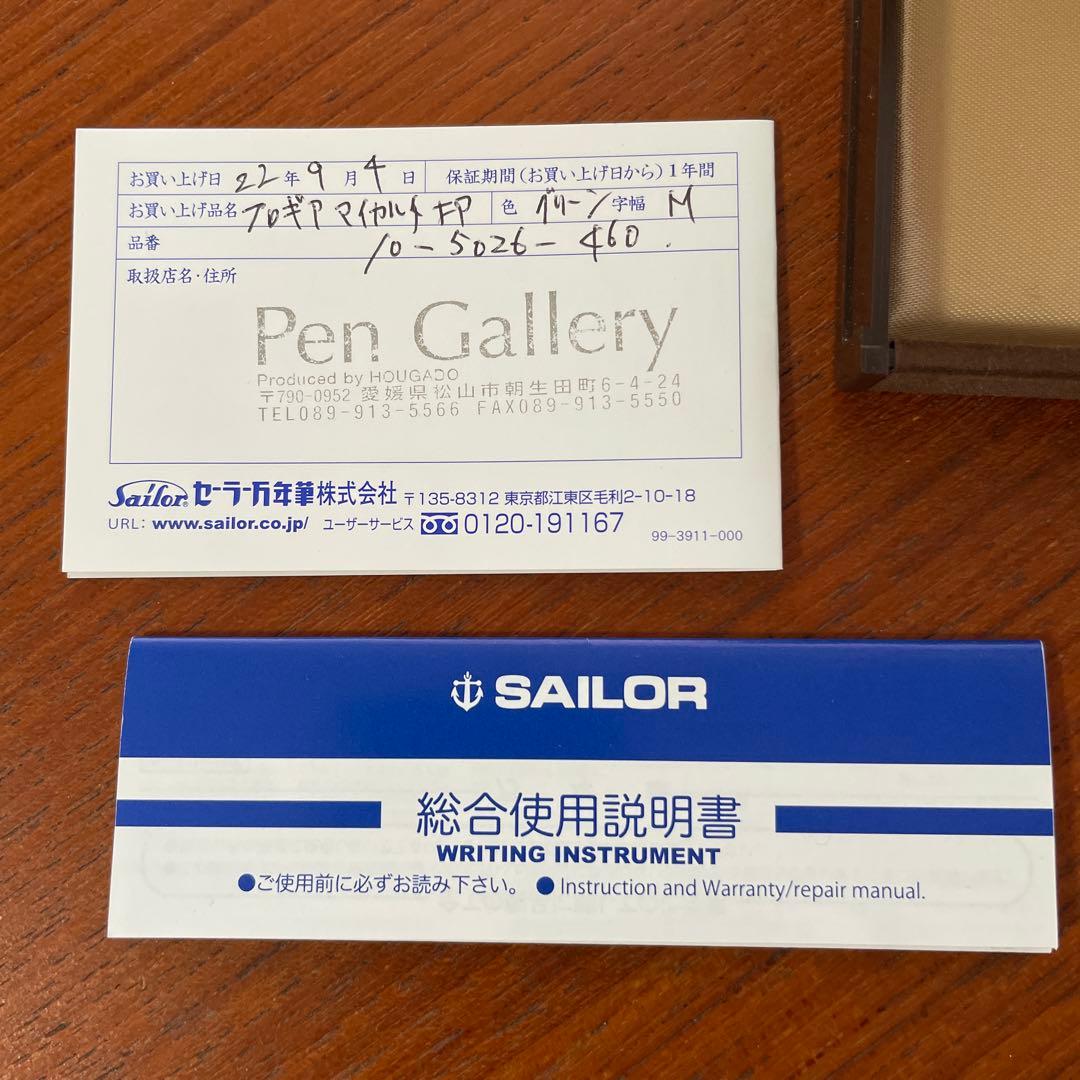 お買い上げ日 22年9月4日 保証期間(お買い上げ日から)1年間
お買い上げ品名 プロギア マイカルタ FP 色 グリーン 字幅 M
品番 10-5026-460.
取扱店名・住所
Pen Gallery
Produced by HOUGADO
〒790-0952 愛媛県松山市朝生田町6-4-24
TEL089-913-5566 FAX089-913-5550
Sailor® セーラー万年筆株式会社 〒135-8312 東京都江東区毛利2-10-18
URL: www.sailor.co.jp/ ユーザーサービス 0120-191167
99-3911-000
SAILOR
総合使用説明書
WRITING INSTRUMENT
●ご使用前に必ずお読み下さい。 ● Instruction and Warranty/repair manual.